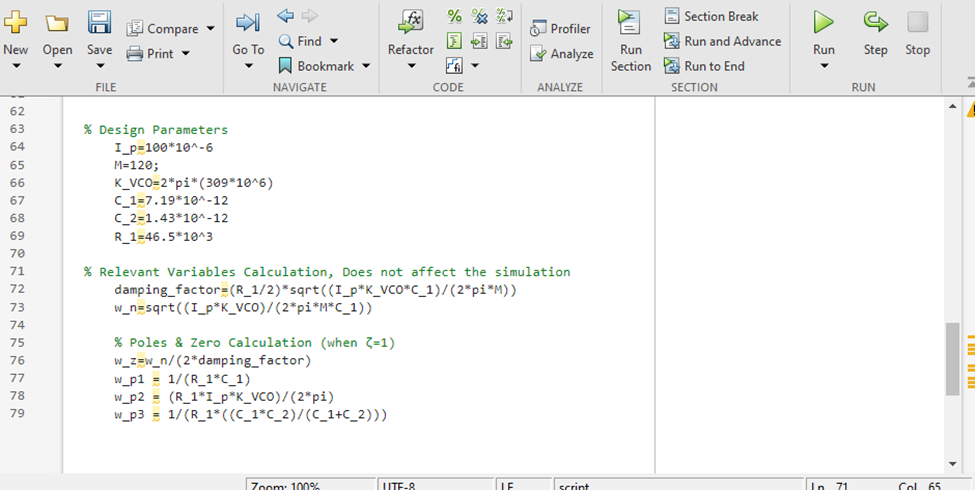 New
Open
Save
Compare
Print
FILE
Go To
Find
Bookmark
NAVIGATE
Refactor
fx
%
%
%
fi
CODE
Profiler
Analyze
ANALYZE
Run
Section
Section Break
Run and Advance
Run to End
SECTION
Run
Step
Stop
RUN
62
63 % Design Parameters
64 I_p=100*10^-6
65 M=120;
66 K_VCO=2*pi*(309*10^6)
67 C_1=7.19*10^-12
68 C_2=1.43*10^-12
69 R_1=46.5*10^3
70
71 % Relevant Variables Calculation, Does not affect the simulation
72 damping_factor=(R_1/2)*sqrt((I_p*K_VCO*C_1)/(2*pi*M))
73 w_n=sqrt((I_p*K_VCO)/(2*pi*M*C_1))
74
75 % Poles & Zero Calculation (when ζ=1)
76 w_z=w_n/(2*damping_factor)
77 w_p1 = 1/(R_1*C_1)
78 w_p2 = (R_1*I_p*K_VCO)/(2*pi)
79 w_p3 = 1/(R_1*((C_1*C_2)/(C_1+C_2)))
Zoom: 100% UTF-8 LF script Ln 71 Col 65